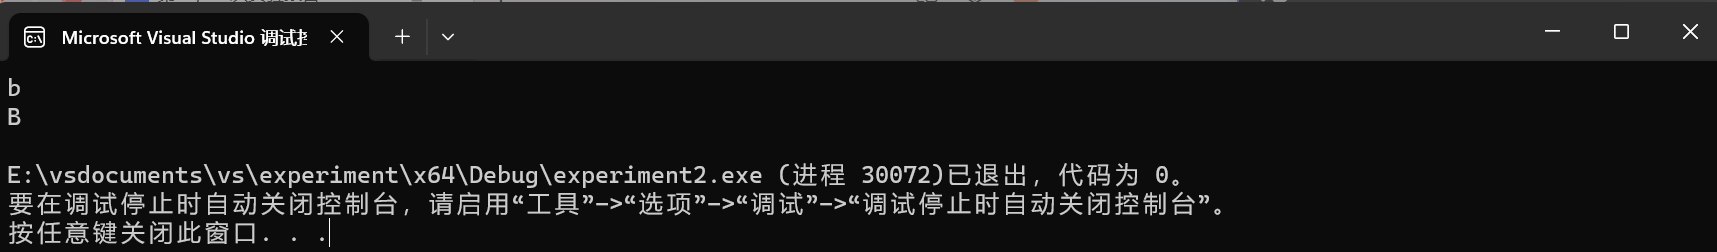 Microsoft Visual Studio 调试
b
B
E:\vsdocuments\vs\experiment\x64\Debug\experiment2.exe (进程 30072)已退出，代码为 0。
要在调试停止时自动关闭控制台，请启用“工具”->“选项”->“调试”->“调试停止时自动关闭控制台”。
按任意键关闭此窗口. . .